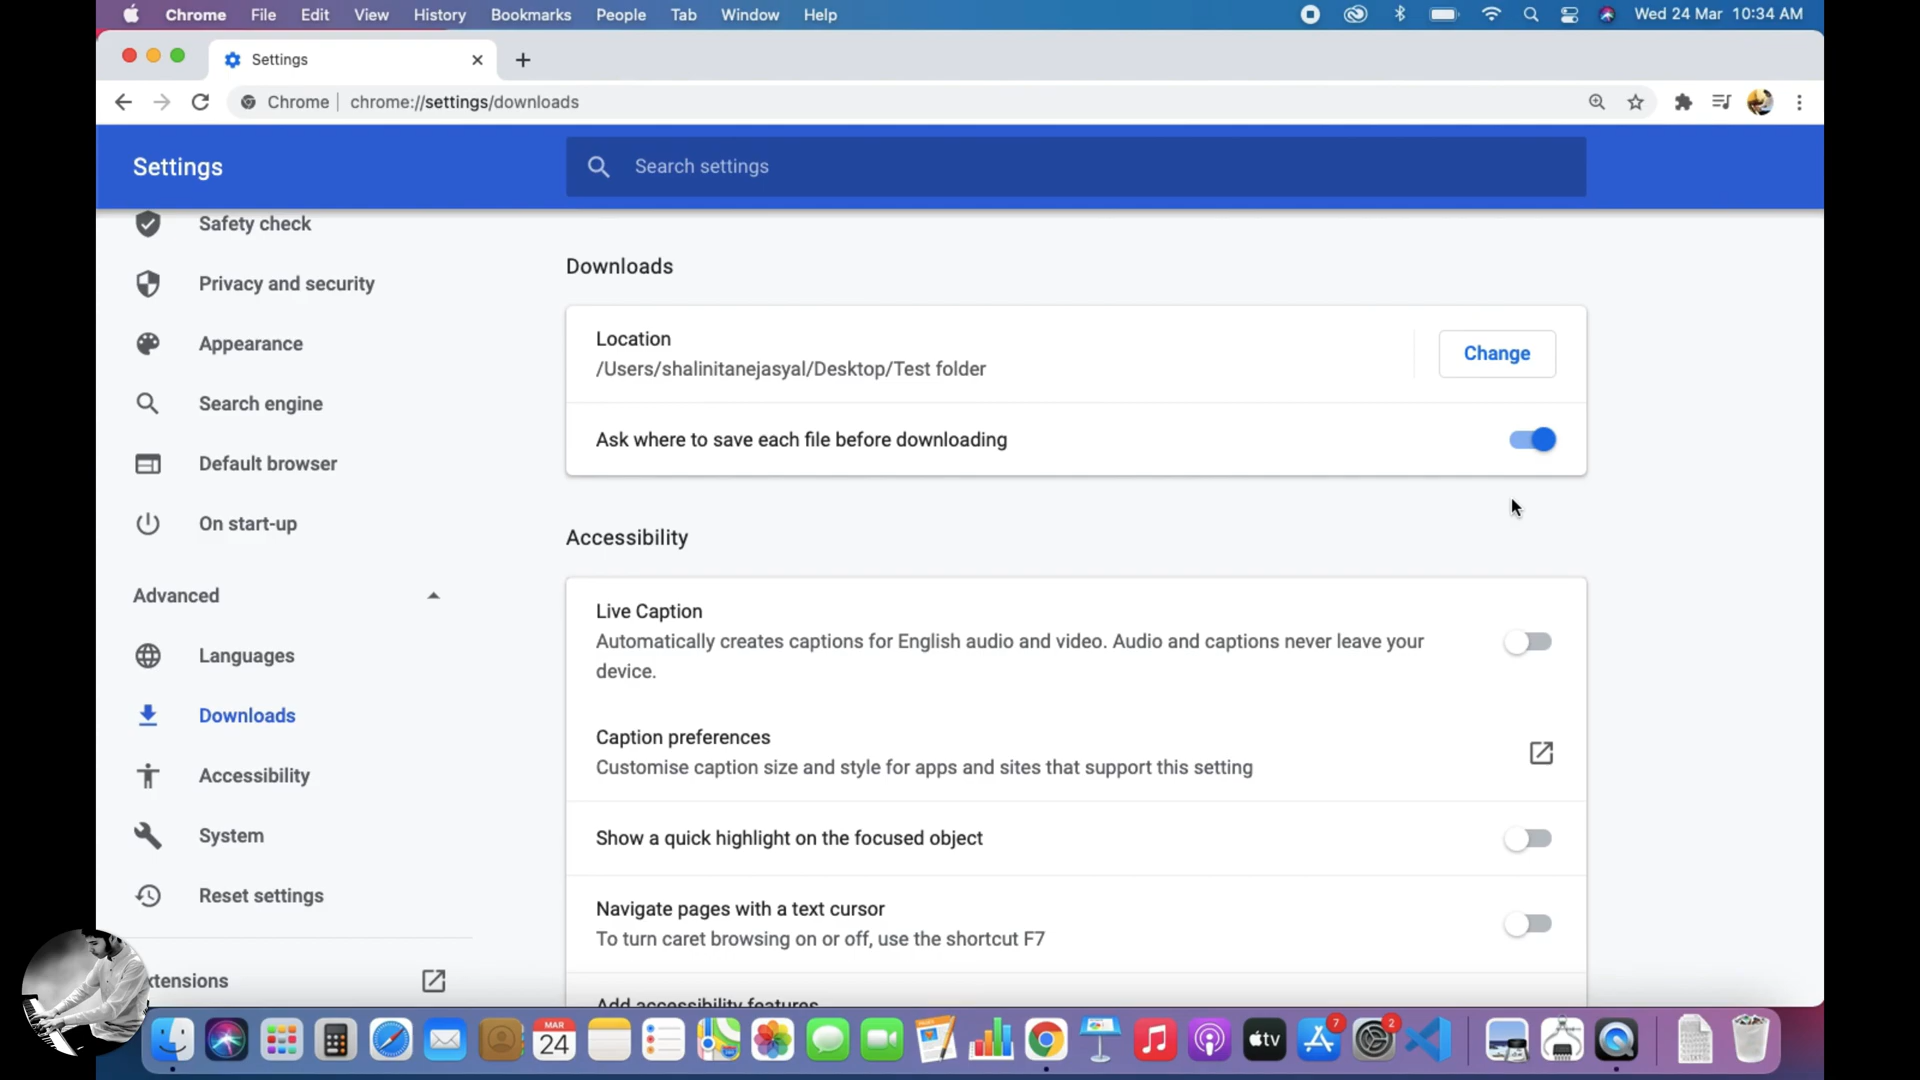 Chrome File Edit View History Bookmarks People Tab Window Help Wed 24 Mar 10:34 AM
Settings
Chrome chrome://settings/downloads
Settings
Search settings
Safety check
Privacy and security
Appearance
Search engine
Default browser
On start-up
Advanced
Languages
Downloads
Accessibility
System
Reset settings
xtensions
Downloads
Location
/Users/shalinitanejasyal/Desktop/Test folder
Change
Ask where to save each file before downloading
Accessibility
Live Caption
Automatically creates captions for English audio and video. Audio and captions never leave your
device.
Caption preferences
Customise caption size and style for apps and sites that support this setting
Show a quick highlight on the focused object
Navigate pages with a text cursor
To turn caret browsing on or off, use the shortcut F7
Add accessibility features
MAR
24
tv
7
2